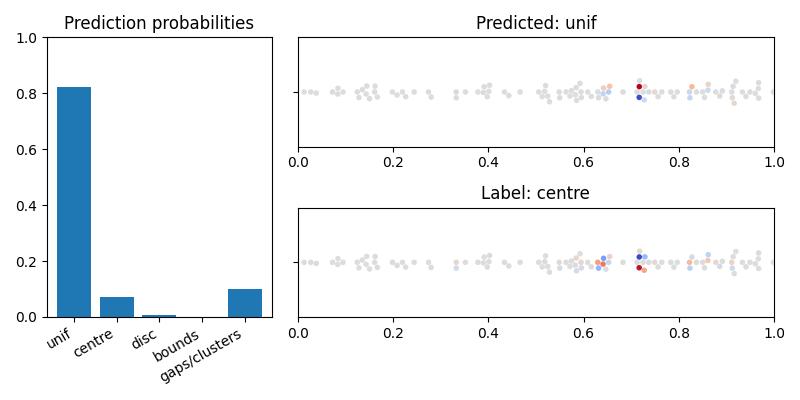 Prediction probabilities
1.0
0.8
0.6
0.4
0.2
0.0
unif
centre
disc
bounds
gaps/clusters
Predicted: unif
0.0 0.2 0.4 0.6 0.8 1.0
Label: centre
0.0 0.2 0.4 0.6 0.8 1.0